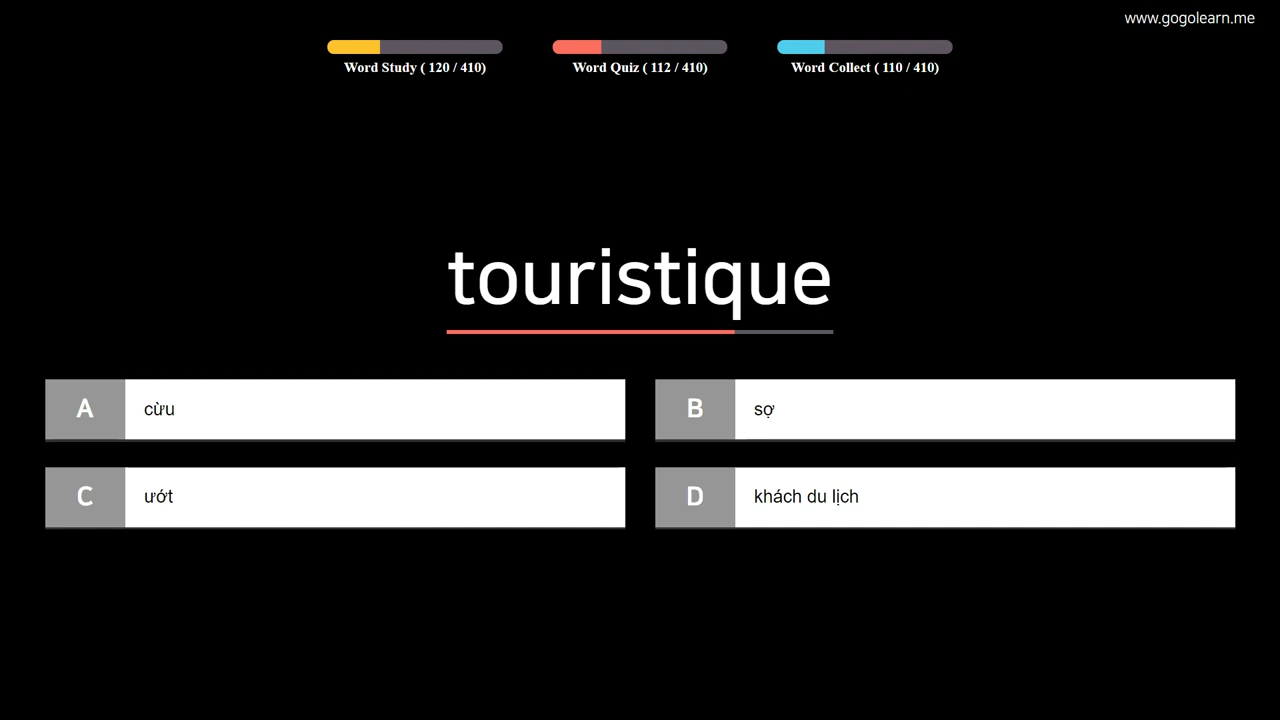 www.gogolearn.me
Word Study ( 120 / 410)
Word Quiz ( 112 / 410)
Word Collect ( 110 / 410)
touristique
A cừu
B sợ
C ướt
D khách du lịch